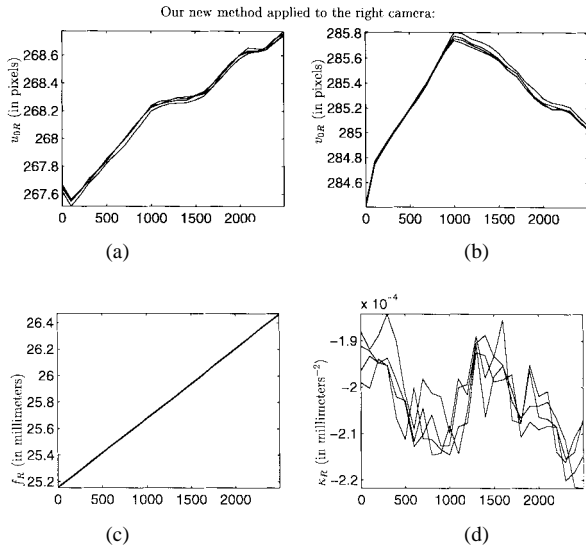 Our new method applied to the right camera:
u₀R (in pixels)
268.6
268.4
268.2
268
267.8
267.6
0 500 1000 1500 2000
(a)
v₀R (in pixels)
285.8
285.6
285.4
285.2
285
284.8
284.6
0 500 1000 1500 2000
(b)
f_R (in millimeters)
26.4
26.2
26
25.8
25.6
25.4
25.2
0 500 1000 1500 2000
(c)
x 10⁻⁴
κ_R (in millimeters⁻²)
-1.9
-2
-2.1
-2.2
0 500 1000 1500 2000
(d)